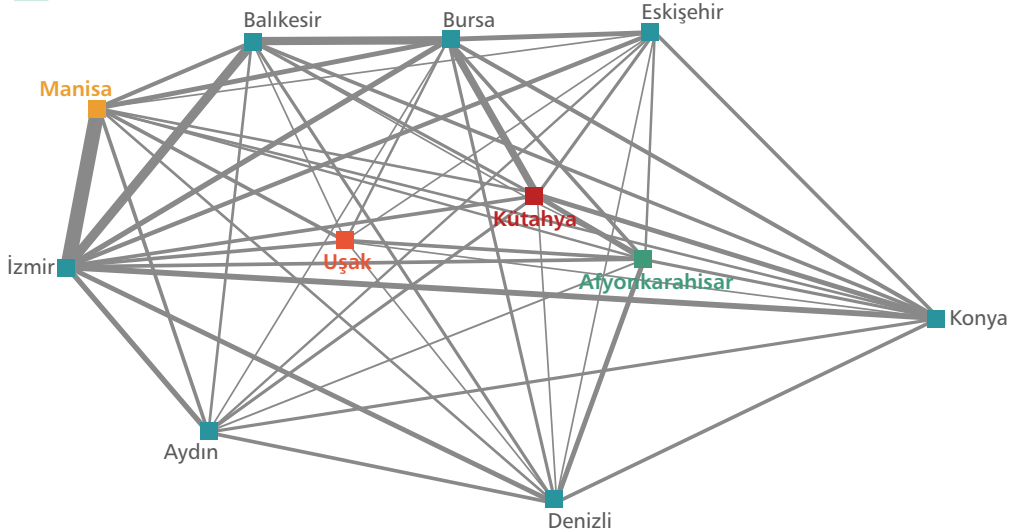 Eskişehir
Balıkesir
Bursa
Manisa
Kütahya
Uşak
İzmir
Afyonkarahisar
Konya
Aydın
Denizli